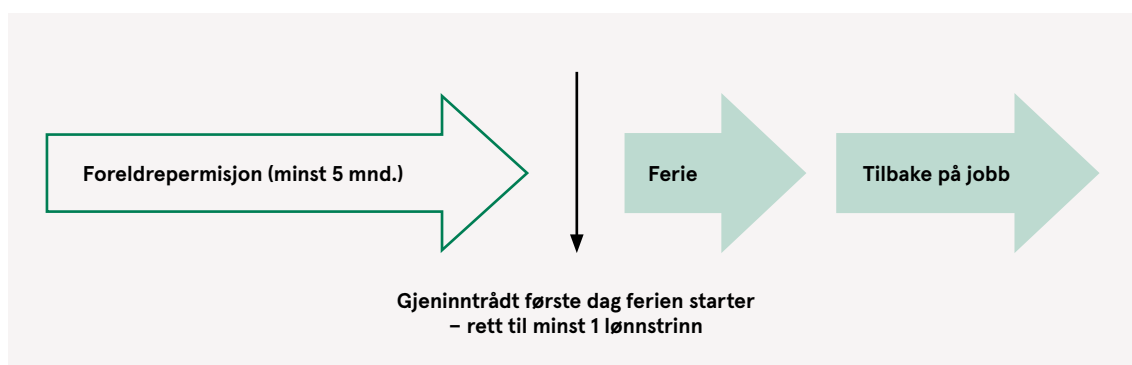 Foreldrepermisjon (minst 5 mnd.)
Ferie
Tilbake på jobb
Gjeninntrådt første dag ferien starter
– rett til minst 1 lønnstrinn